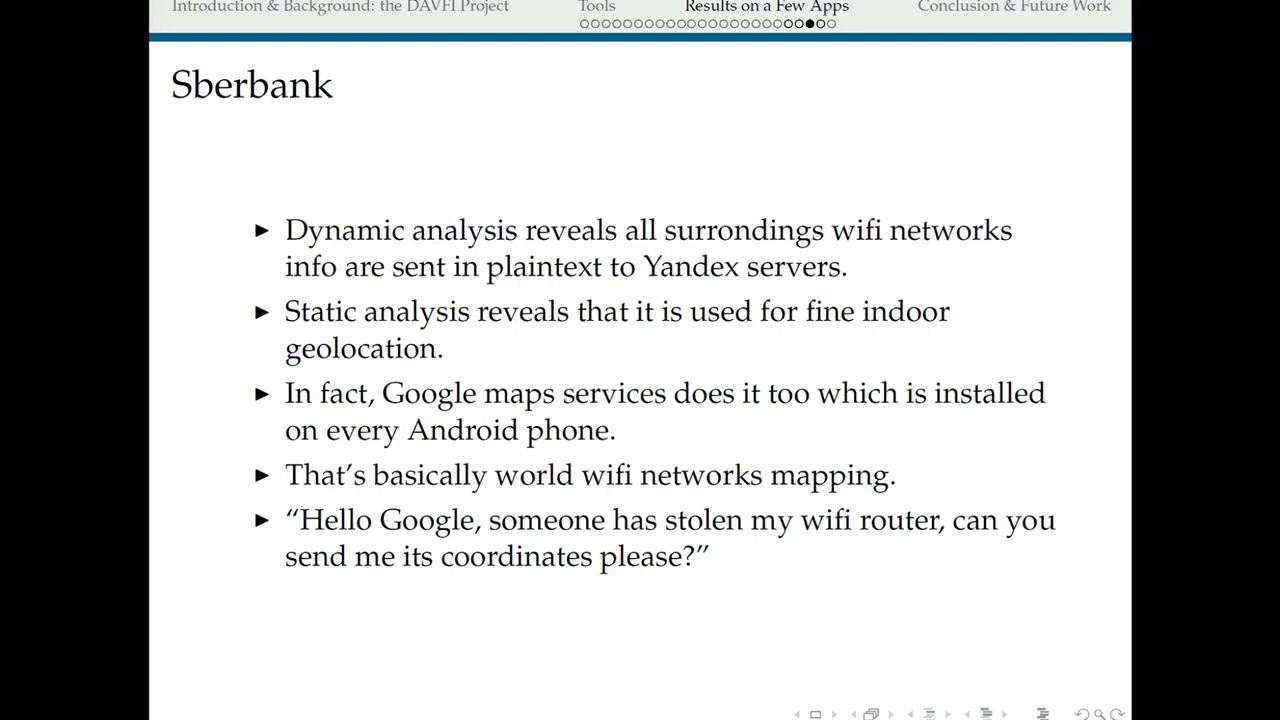 Introduction & Background: the DAVFI Project Tools Results on a Few Apps Conclusion & Future Work
Sberbank
▶ Dynamic analysis reveals all surrondings wifi networks
info are sent in plaintext to Yandex servers.
▶ Static analysis reveals that it is used for fine indoor
geolocation.
▶ In fact, Google maps services does it too which is installed
on every Android phone.
▶ That's basically world wifi networks mapping.
▶ “Hello Google, someone has stolen my wifi router, can you
send me its coordinates please?”